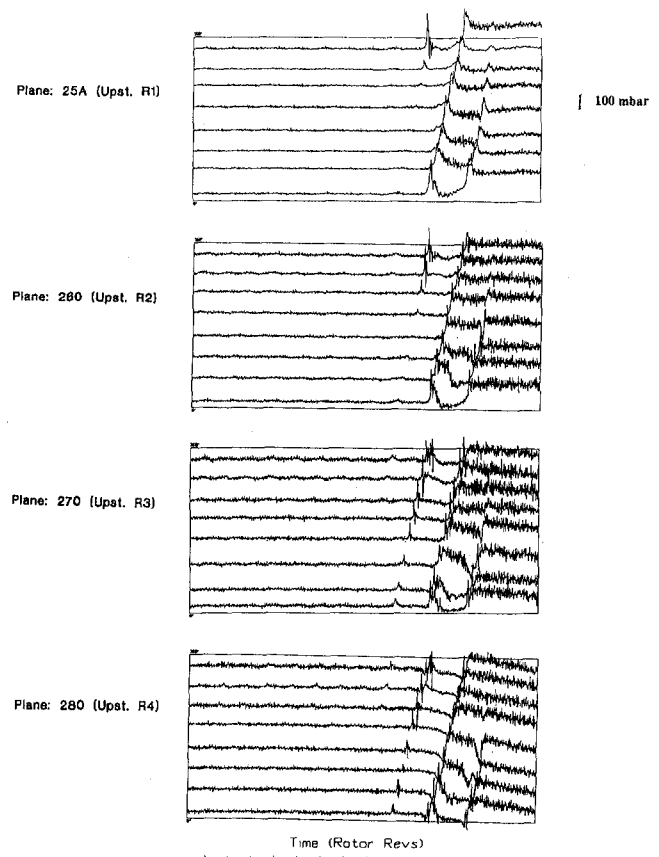 Plane: 25A (Upst. R1)
100 mbar
Plane: 260 (Upst. R2)
Plane: 270 (Upst. R3)
Plane: 280 (Upst. R4)
Time (Rotor Revs)